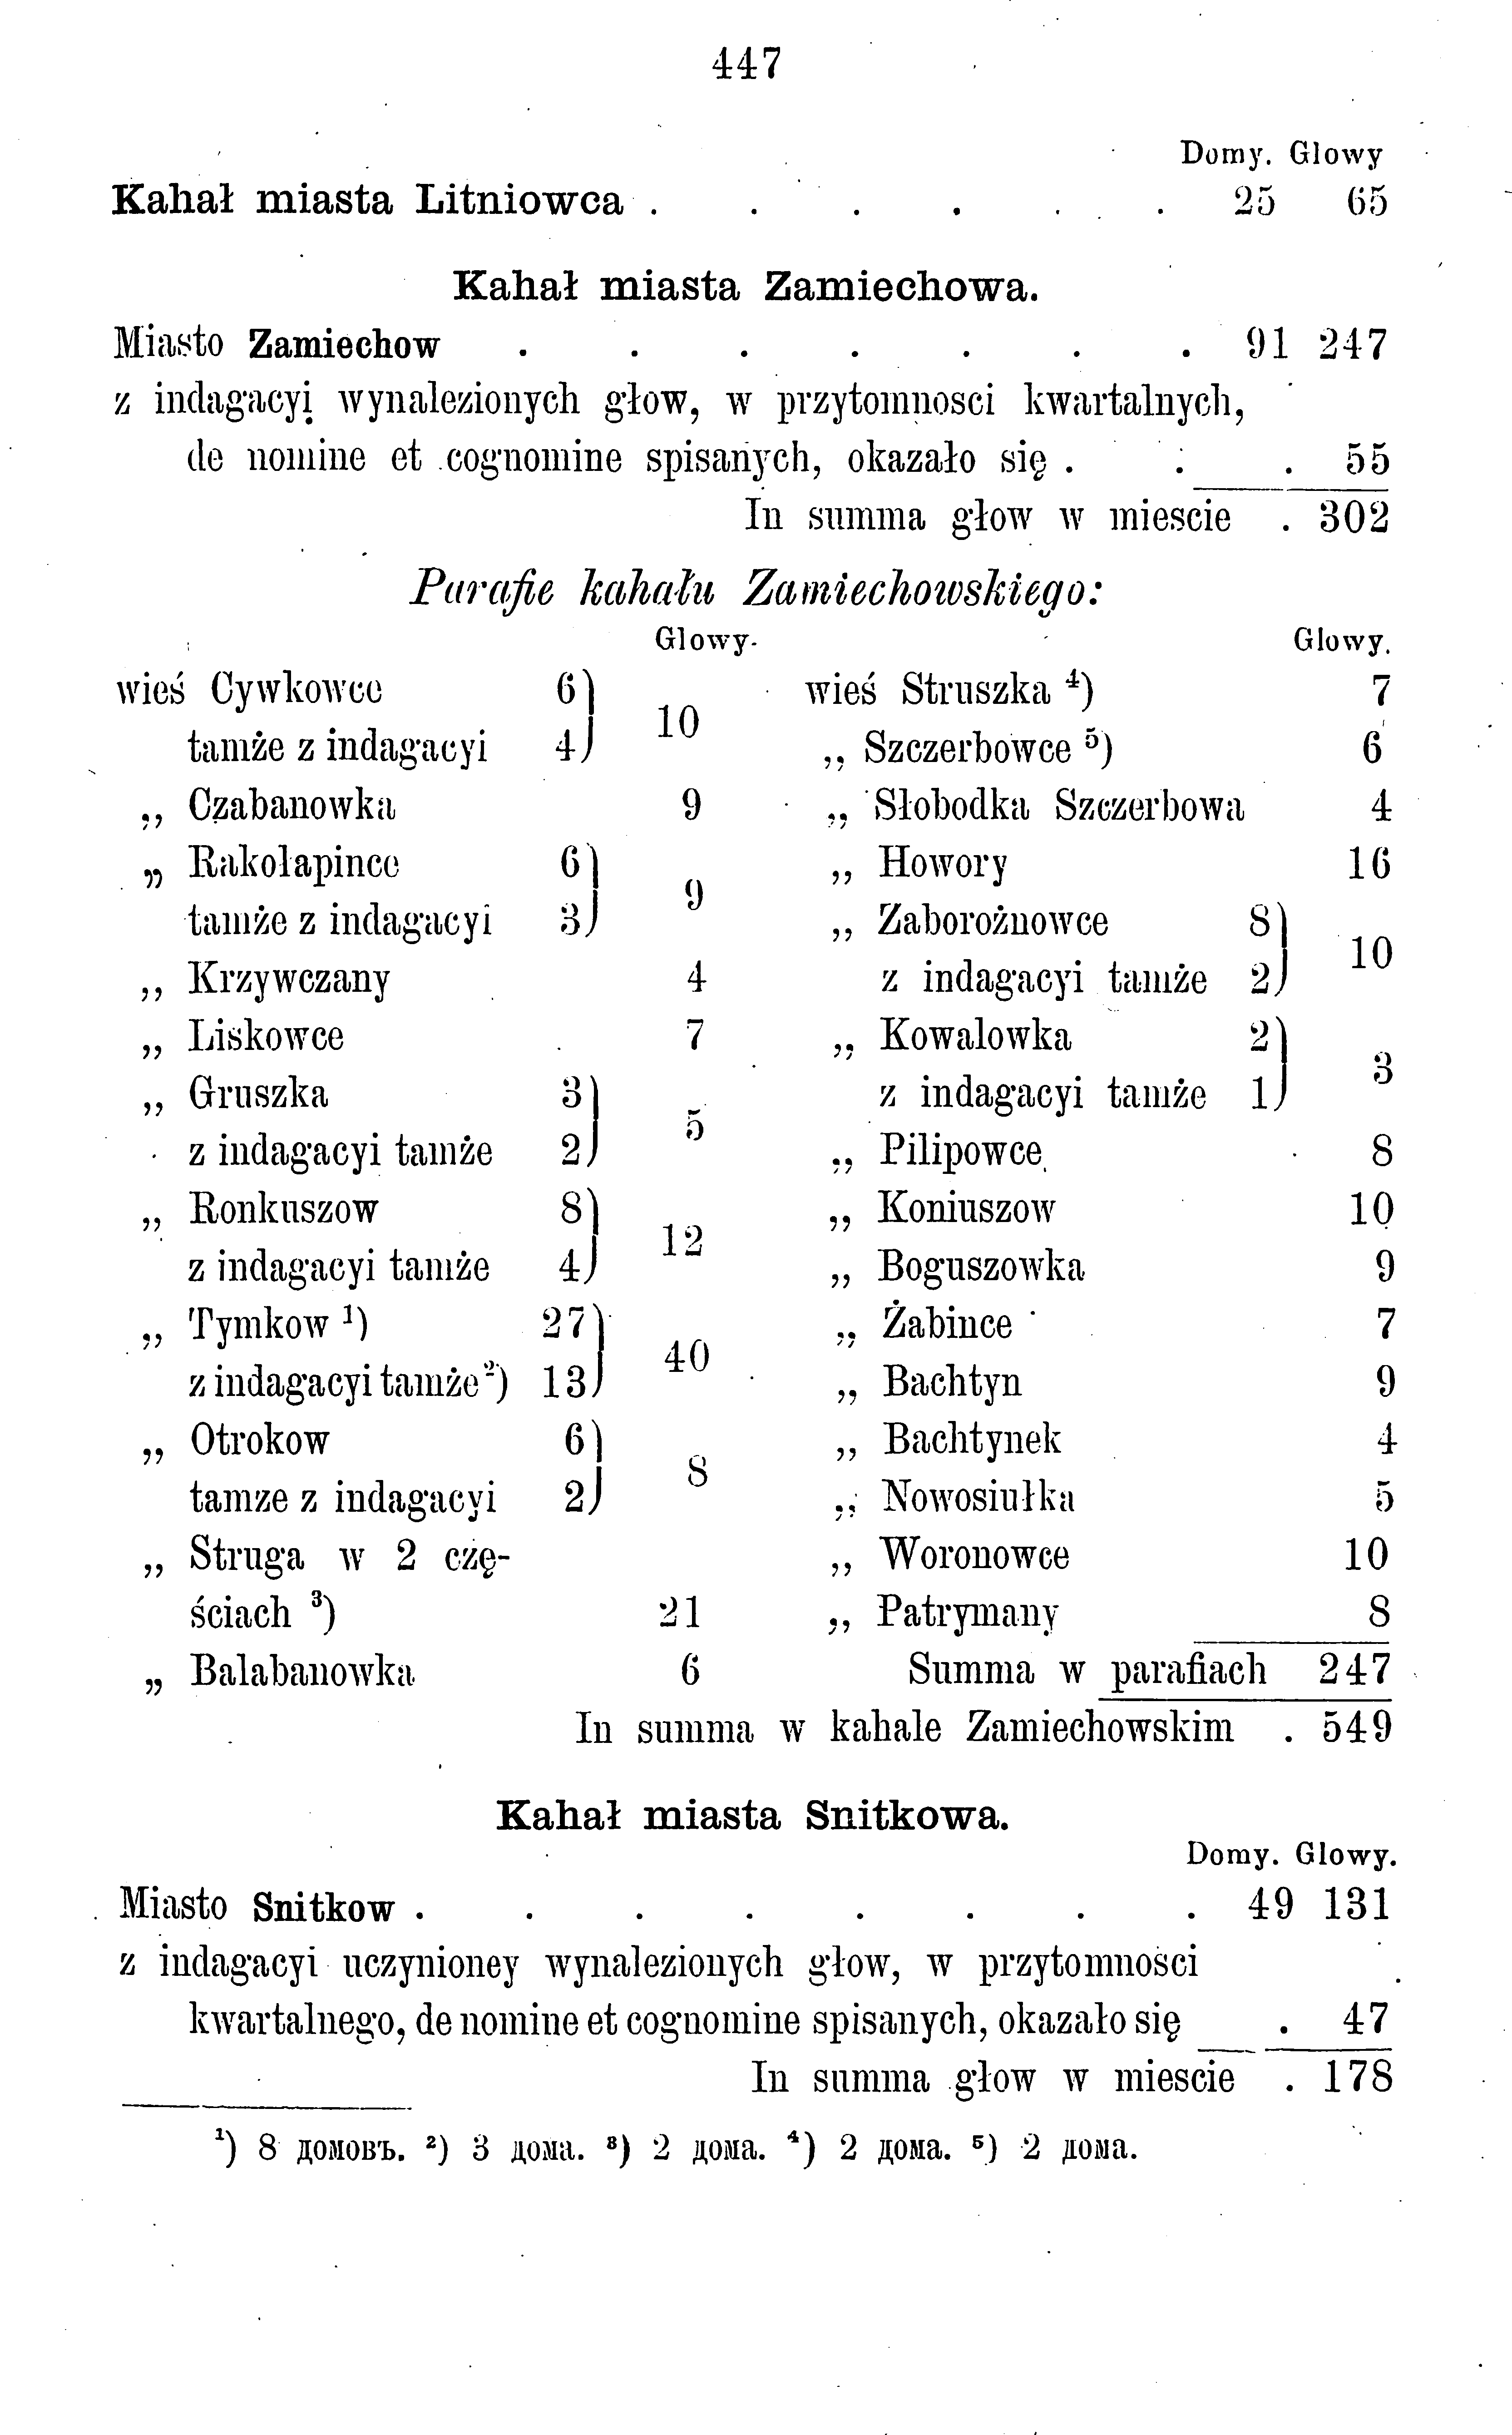 447
Domy. Glowy
Kahał miasta Litniowca . . . . . . 25 65
Kahał miasta Zamiechowa.
Miasto Zamiechow . . . . . . . 91 247
z indagacyi wynalezionych głow, w przytomnosci kwartalnych,
de nomine et cognomine spisanych, okazało się . . . 55
In summa głow w miescie . 302
Parafie kahału Zamiechowskiego:
Glowy.
wieś Cywkowce 6
tamże z indagacyi 4 } 10
„ Czabanowka 9
„ Rakołapince 6
tamże z indagacyi 3 } 9
„ Krzywczany 4
„ Liskowce 7
„ Gruszka 3
z indagacyi tamże 2 } 5
„ Ronkuszow 8
z indagacyi tamże 4 } 12
„ Tymkow ¹) 27
z indagacyi tamże ²) 13 } 40
„ Otrokow 6
tamze z indagacyi 2 } 8
„ Struga w 2 czę-
ściach ³) 21
„ Balabanowka 6
Glowy.
wieś Struszka ⁴) 7
„ Szczerbowce ⁵) 6
„ Słobodka Szczerbowa 4
„ Howory 16
„ Zaborożnowce 8
z indagacyi tamże 2 } 10
„ Kowalowka 2
z indagacyi tamże 1 } 3
„ Pilipowce 8
„ Koniuszow 10
„ Boguszowka 9
„ Żabince 7
„ Bachtyn 9
„ Bachtynek 4
„ Nowosiułka 5
„ Woronowce 10
„ Patrymany 8
Summa w parafiach 247
In summa w kahale Zamiechowskim . 549
Kahał miasta Snitkowa.
Domy. Glowy.
Miasto Snitkow . . . . . . . . 49 131
z indagacyi uczynioney wynalezionych głow, w przytomności
kwartalnego, de nomine et cognomine spisanych, okazało się . 47
In summa głow w miescie . 178
¹) 8 домовъ. ²) 3 дома. ³) 2 дома. ⁴) 2 дома. ⁵) 2 дома.